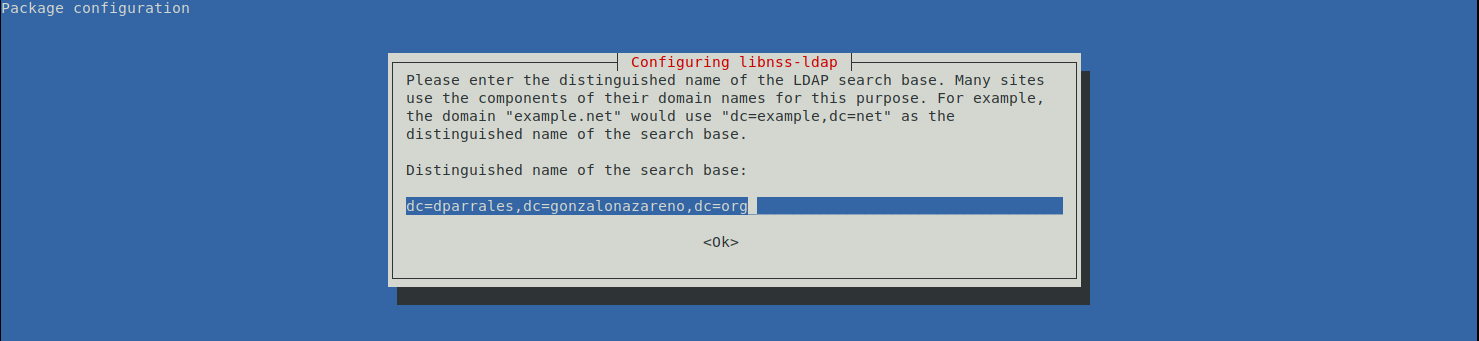 Package configuration
Configuring libnss-ldap
Please enter the distinguished name of the LDAP search base. Many sites
use the components of their domain names for this purpose. For example,
the domain "example.net" would use "dc=example,dc=net" as the
distinguished name of the search base.
Distinguished name of the search base:
dc=dparrales,dc=gonzalonazareno,dc=org
<Ok>